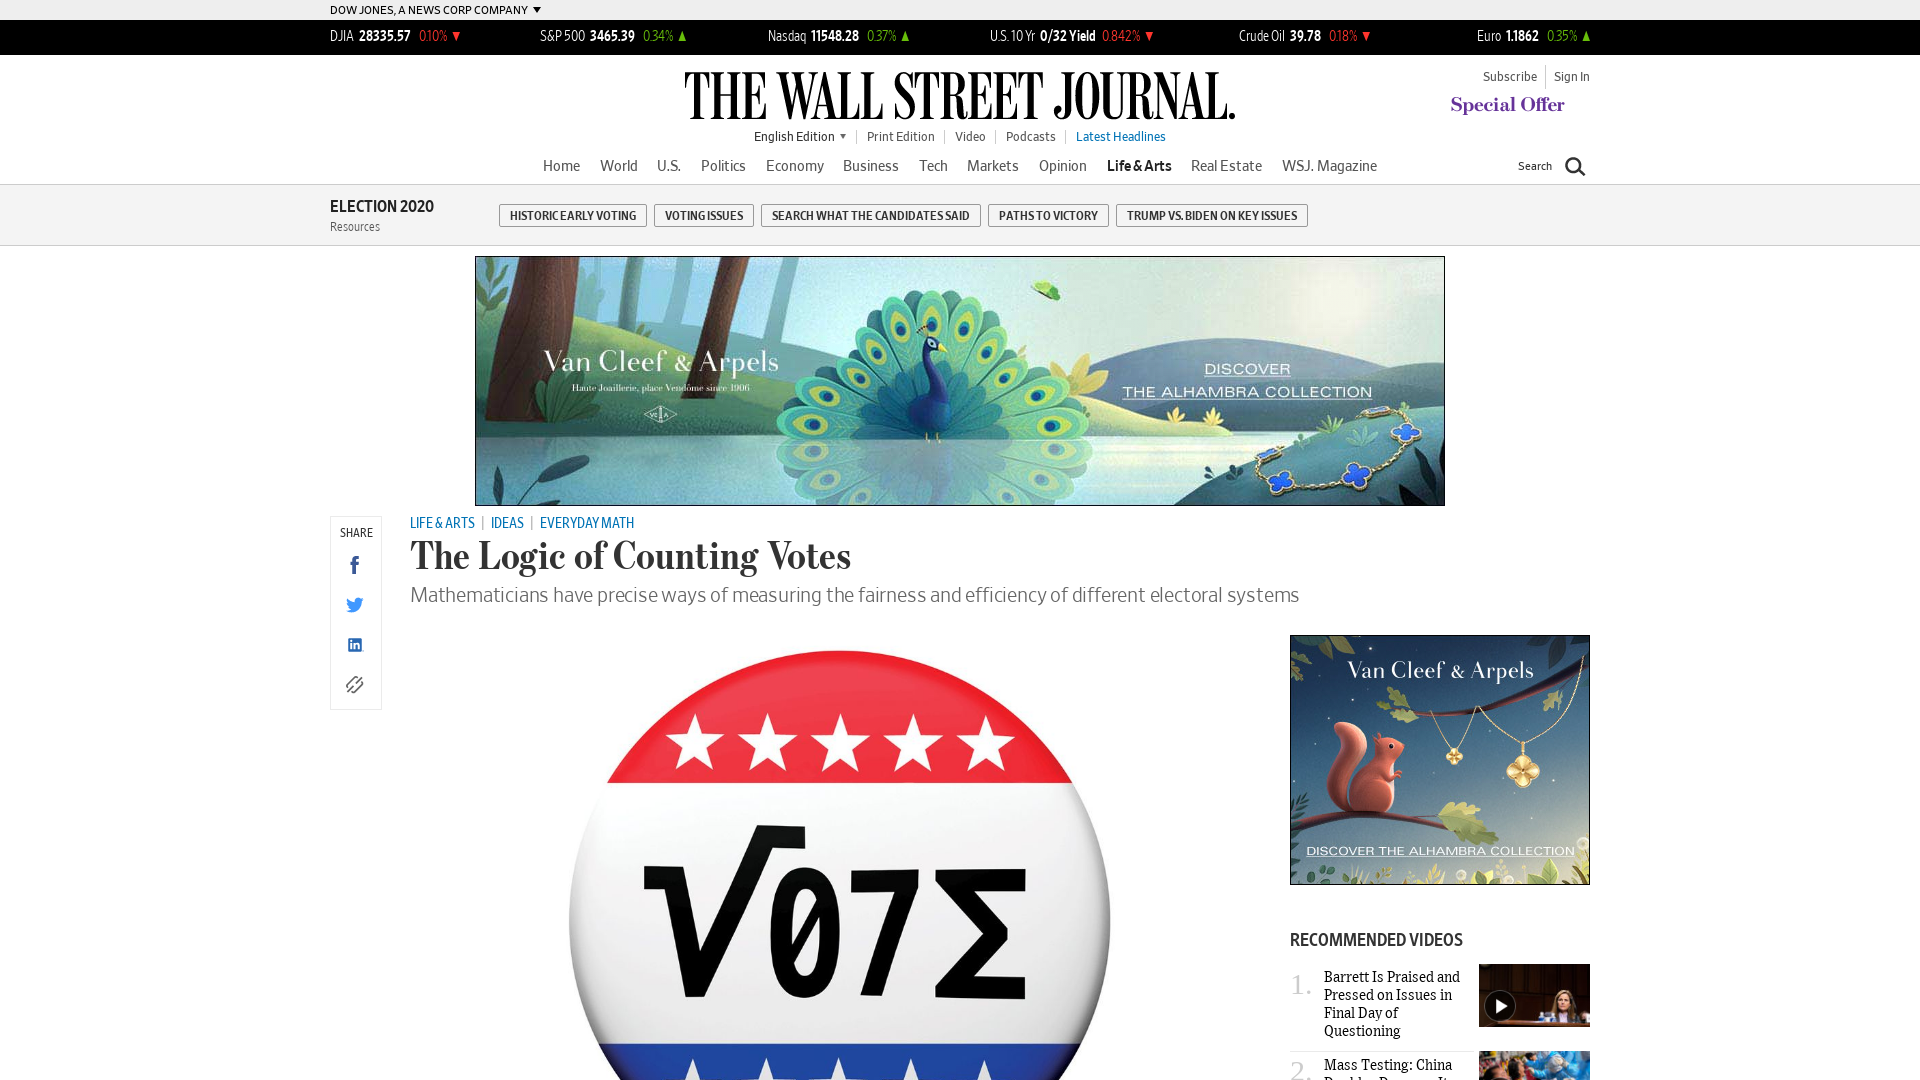 DOW JONES, A NEWS CORP COMPANY
DJIA 28335.57 0.10%
S&P 500 3465.39 0.34%
Nasdaq 11548.28 0.37%
U.S. 10 Yr 0/32 Yield 0.842%
Crude Oil 39.78 0.18%
Euro 1.1862 0.35%
Subscribe
Sign In
THE WALL STREET JOURNAL.
Special Offer
English Edition
Print Edition
Video
Podcasts
Latest Headlines
Home
World
U.S.
Politics
Economy
Business
Tech
Markets
Opinion
Life & Arts
Real Estate
WSJ. Magazine
Search
ELECTION 2020
Resources
HISTORIC EARLY VOTING
VOTING ISSUES
SEARCH WHAT THE CANDIDATES SAID
PATHS TO VICTORY
TRUMP VS. BIDEN ON KEY ISSUES
Van Cleef & Arpels
Haute Joaillerie, place Vendôme since 1906
DISCOVER
THE ALHAMBRA COLLECTION
SHARE
LIFE & ARTS | IDEAS | EVERYDAY MATH
The Logic of Counting Votes
Mathematicians have precise ways of measuring the fairness and efficiency of different electoral systems
√07Σ
Van Cleef & Arpels
DISCOVER THE ALHAMBRA COLLECTION
RECOMMENDED VIDEOS
1. Barrett Is Praised and
Pressed on Issues in
Final Day of
Questioning
2. Mass Testing: China